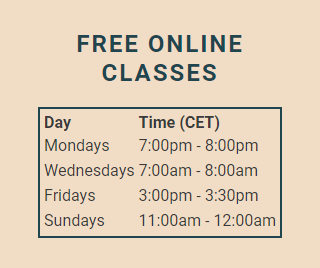 FREE ONLINE
CLASSES
Day Time (CET)
Mondays 7:00pm - 8:00pm
Wednesdays 7:00am - 8:00am
Fridays 3:00pm - 3:30pm
Sundays 11:00am - 12:00am